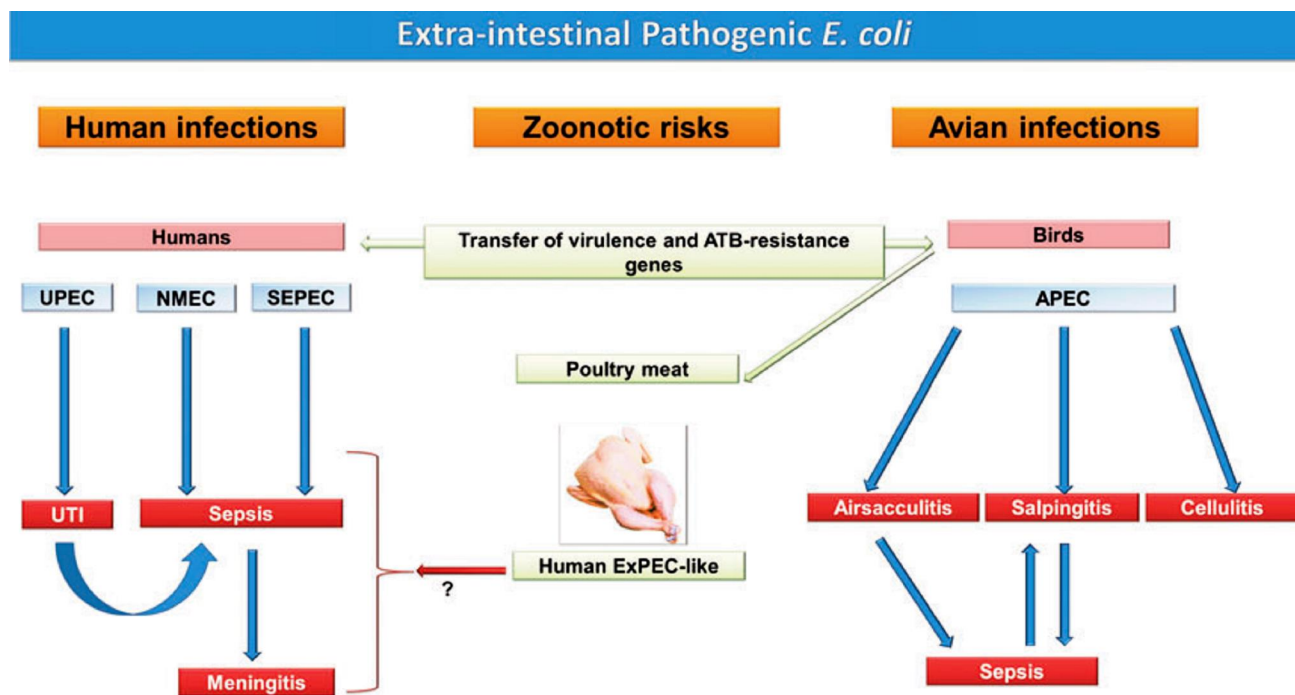 Extra-intestinal Pathogenic E. coli
Human infections
Zoonotic risks
Avian infections
Humans
Transfer of virulence and ATB-resistance
genes
Birds
UPEC
NMEC
SEPEC
APEC
Poultry meat
UTI
Sepsis
Airsacculitis
Salpingitis
Cellulitis
Human ExPEC-like
?
Meningitis
Sepsis